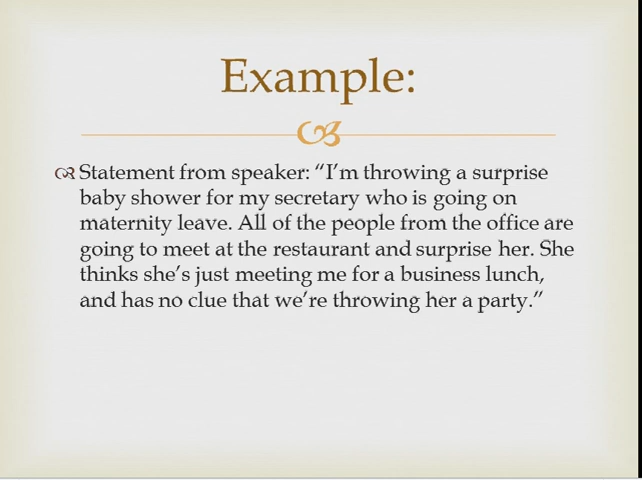 Example:
Statement from speaker: “I’m throwing a surprise
baby shower for my secretary who is going on
maternity leave. All of the people from the office are
going to meet at the restaurant and surprise her. She
thinks she’s just meeting me for a business lunch,
and has no clue that we’re throwing her a party.”